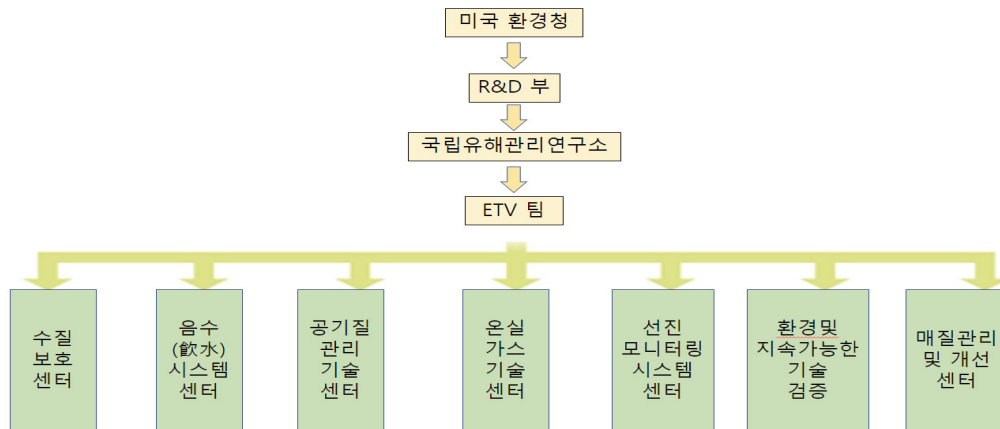 미국 환경청
R&D 부
국립유해관리연구소
ETV 팀
수질
보호
센터
음수
(飮水)
시스템
센터
공기질
관리
기술
센터
온실
가스
기술
센터
선진
모니터링
시스템
센터
환경및
지속가능한
기술
검증
매질관리
및 개선
센터